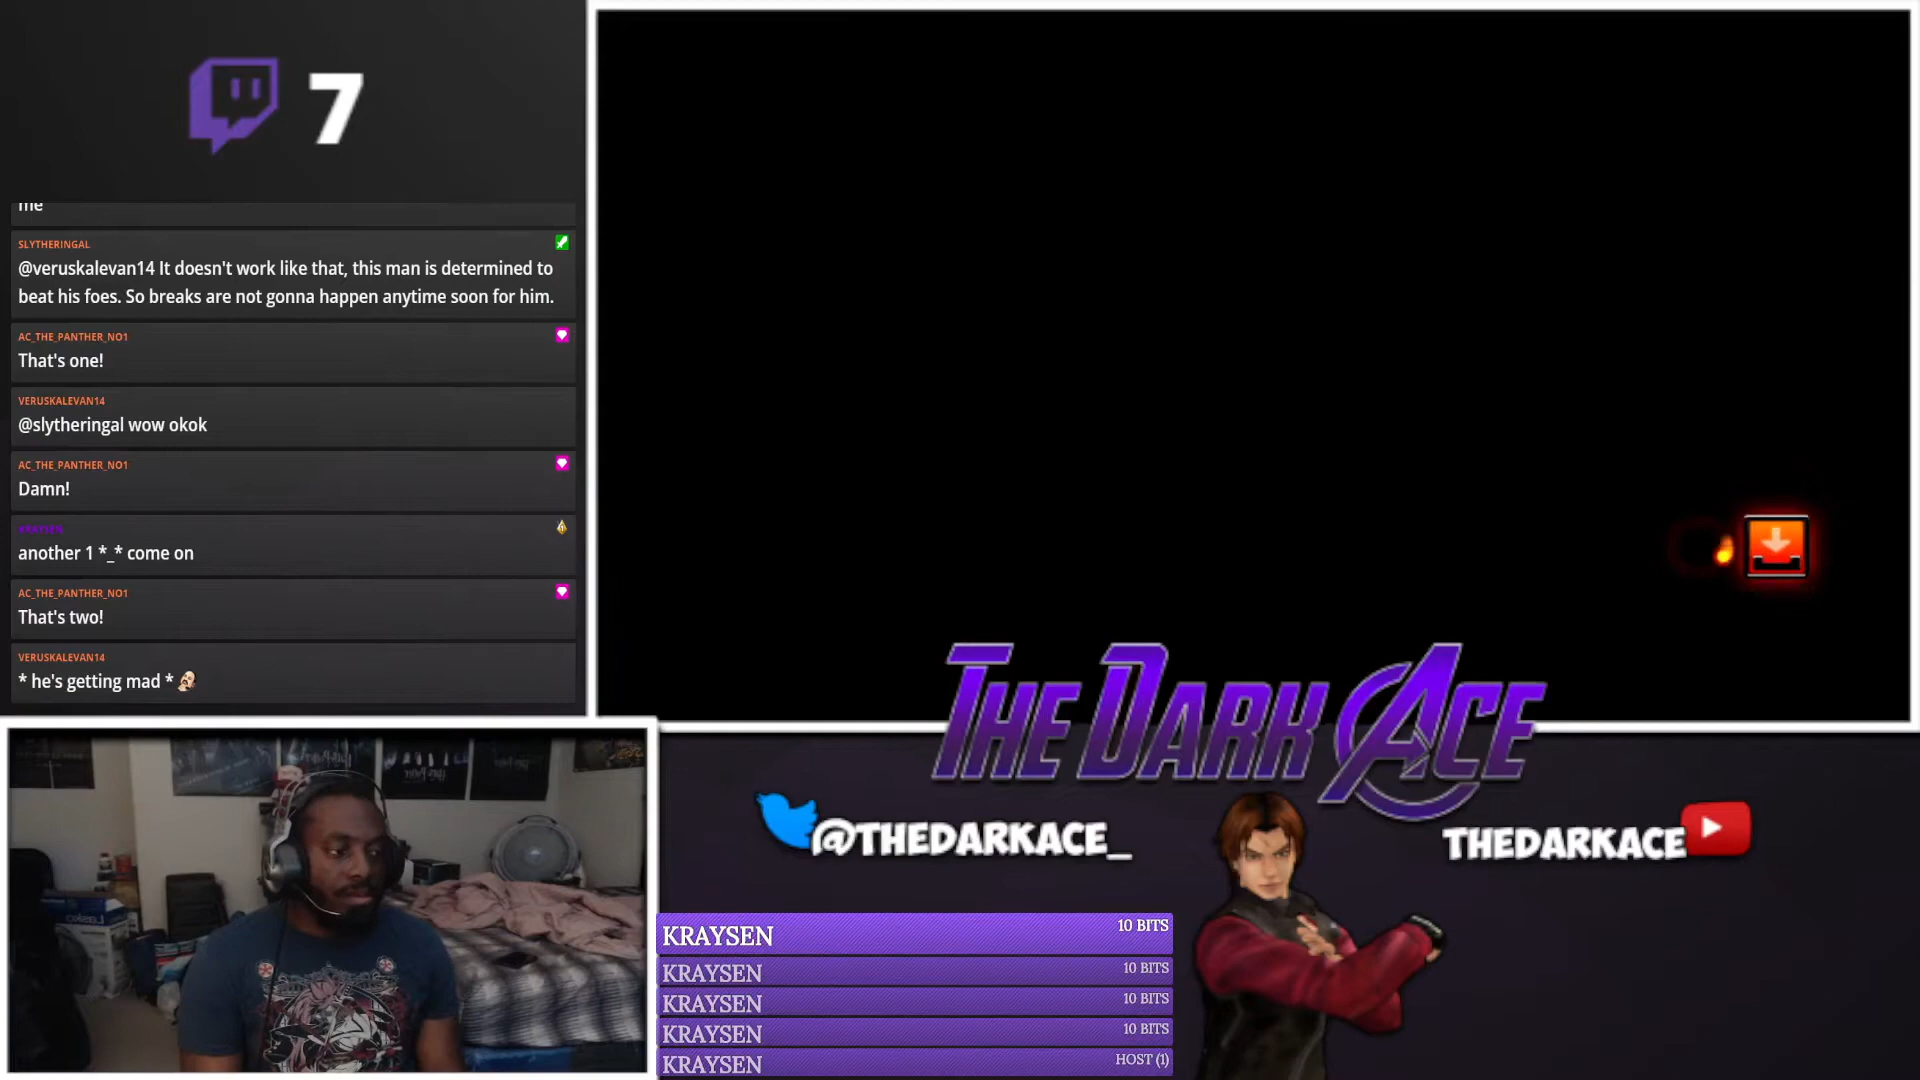 7
me
SLYTHERINGAL
@veruskalevan14 It doesn't work like that, this man is determined to
beat his foes. So breaks are not gonna happen anytime soon for him.
AC_THE_PANTHER_NO1
That's one!
VERUSKALEVAN14
@slytheringal wow okok
AC_THE_PANTHER_NO1
Damn!
KRAYSEN
another 1 *_* come on
AC_THE_PANTHER_NO1
That's two!
VERUSKALEVAN14
* he's getting mad *
THE DARK ACE
@THEDARKACE_
THEDARKACE
KRAYSEN 10 BITS
KRAYSEN 10 BITS
KRAYSEN 10 BITS
KRAYSEN 10 BITS
KRAYSEN HOST (1)
Lasko